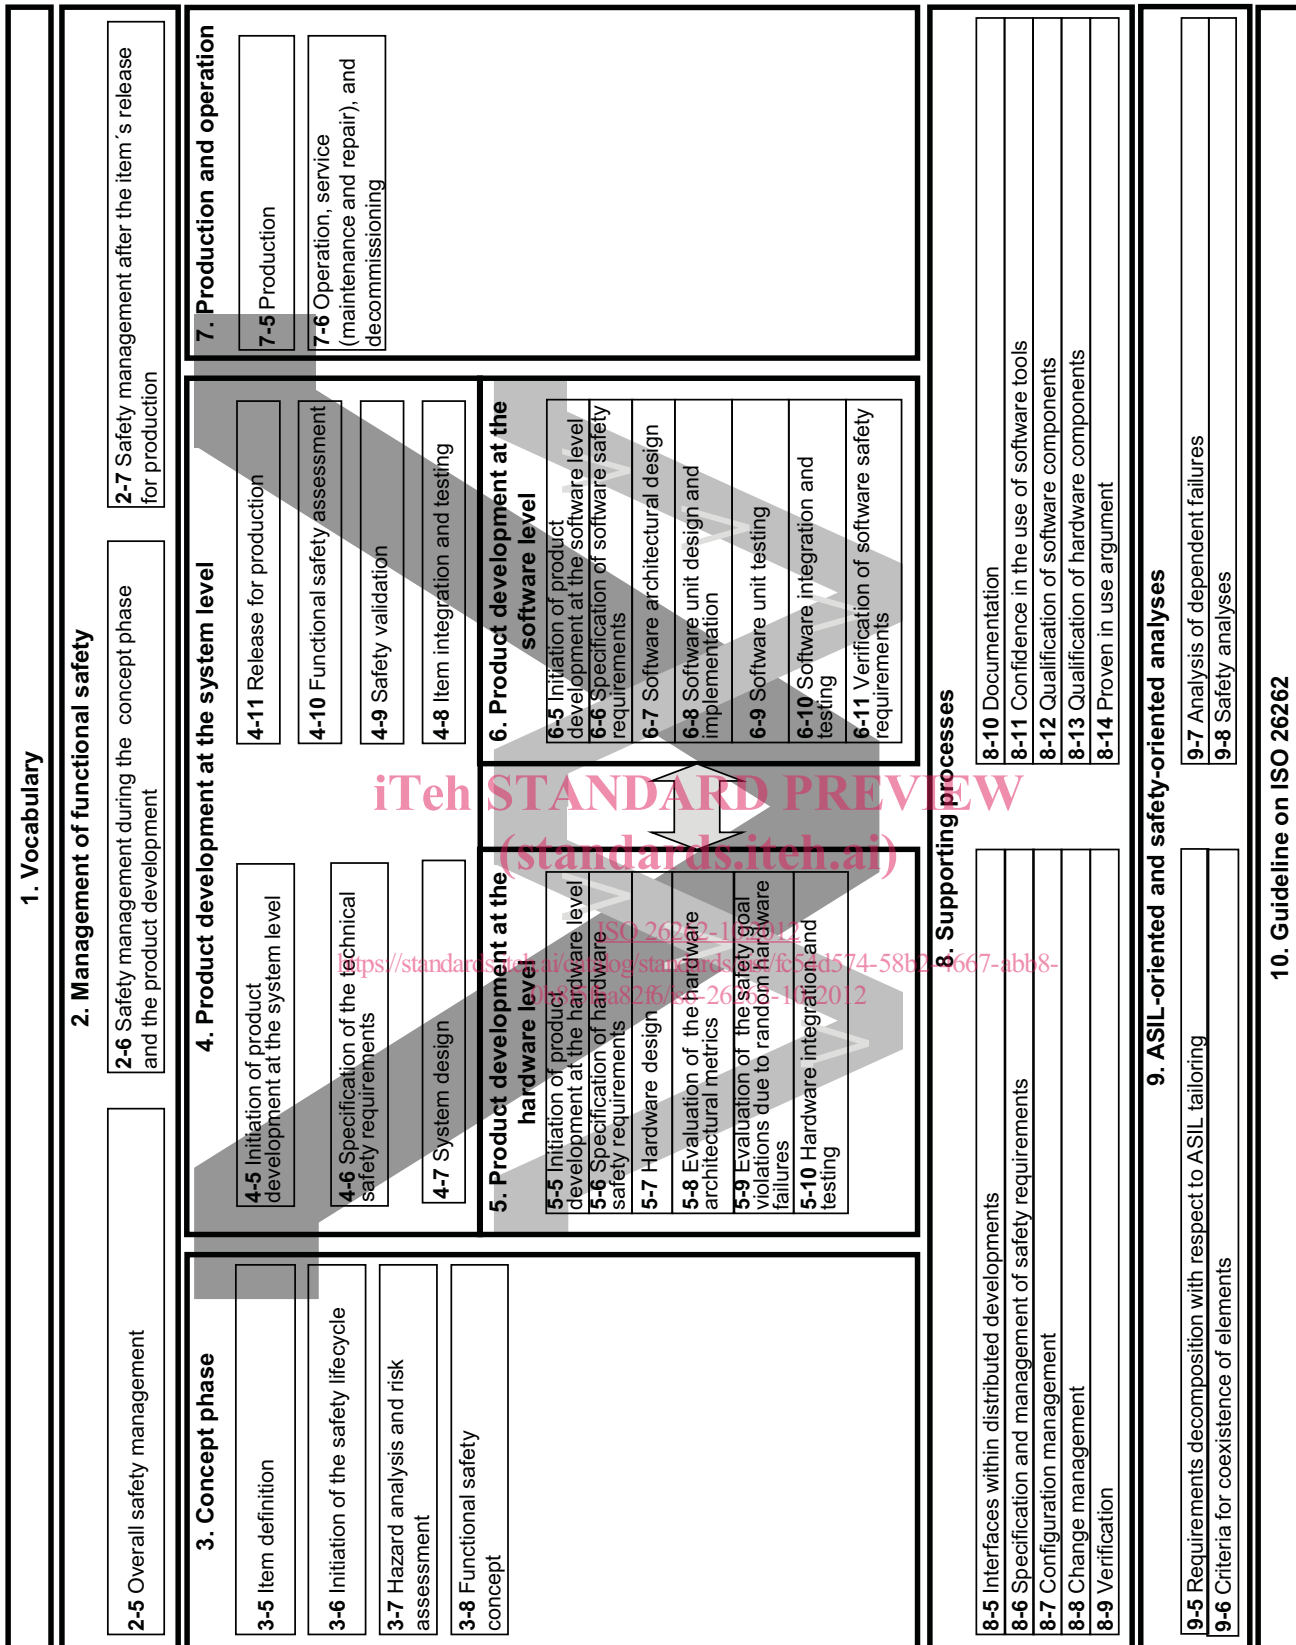 1. Vocabulary
2. Management of functional safety
2-5 Overall safety management
2-6 Safety management during the concept phase
and the product development
2-7 Safety management after the item´s release
for production
3. Concept phase
3-5 Item definition
3-6 Initiation of the safety lifecycle
3-7 Hazard analysis and risk
assessment
3-8 Functional safety
concept
4. Product development at the system level
4-5 Initiation of product
development at the system level
4-6 Specification of the technical
safety requirements
4-7 System design
4-11 Release for production
4-10 Functional safety assessment
4-9 Safety validation
4-8 Item integration and testing
7. Production and operation
7-5 Production
7-6 Operation, service
(maintenance and repair), and
decommissioning
5. Product development at the
hardware level
5-5 Initiation of product
development at the hardware level
5-6 Specification of hardware
safety requirements
5-7 Hardware design
5-8 Evaluation of the hardware
architectural metrics
5-9 Evaluation of the safety goal
violations due to random hardware
failures
5-10 Hardware integration and
testing
6. Product development at the
software level
6-5 Initiation of product
development at the software level
6-6 Specification of software safety
requirements
6-7 Software architectural design
6-8 Software unit design and
implementation
6-9 Software unit testing
6-10 Software integration and
testing
6-11 Verification of software safety
requirements
8. Supporting processes
8-5 Interfaces within distributed developments
8-6 Specification and management of safety requirements
8-7 Configuration management
8-8 Change management
8-9 Verification
8-10 Documentation
8-11 Confidence in the use of software tools
8-12 Qualification of software components
8-13 Qualification of hardware components
8-14 Proven in use argument
9. ASIL-oriented and safety-oriented analyses
9-5 Requirements decomposition with respect to ASIL tailoring
9-6 Criteria for coexistence of elements
9-7 Analysis of dependent failures
9-8 Safety analyses
10. Guideline on ISO 26262
iTeh STANDARD PREVIEW
(standards.iteh.ai)
ISO 26262-10:2012